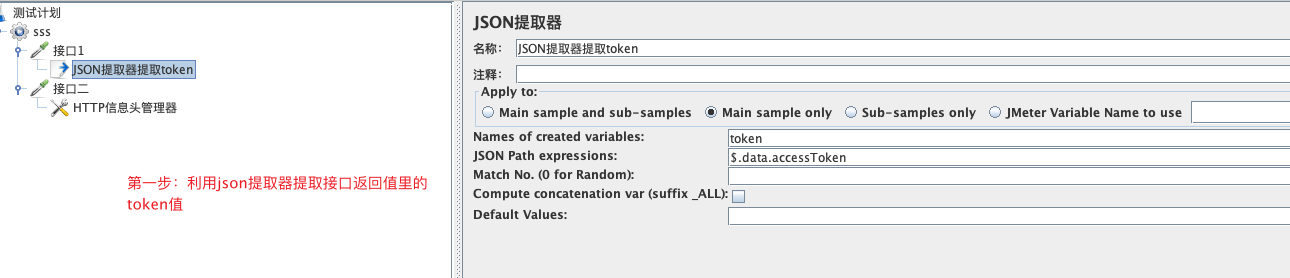 测试计划
sss
接口1
JSON提取器提取token
接口二
HTTP信息头管理器
第一步：利用json提取器提取接口返回值里的
token值
JSON提取器
名称： JSON提取器提取token
注释：
Apply to:
Main sample and sub-samples Main sample only Sub-samples only JMeter Variable Name to use
Names of created variables: token
JSON Path expressions: $.data.accessToken
Match No. (0 for Random):
Compute concatenation var (suffix _ALL):
Default Values: